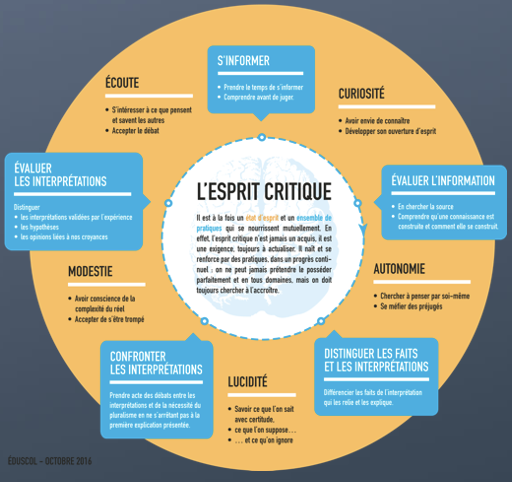 S'INFORMER
• Prendre le temps de s'informer
• Comprendre avant de juger
ÉCOUTE
• S'intéresser à ce que pensent
et savent les autres
• Accepter le débat
CURIOSITÉ
• Avoir envie de connaître
• Développer son ouverture d'esprit
ÉVALUER
LES INTERPRÉTATIONS
Distinguer
• les interprétations validées par l'expérience
• les hypothèses
• les opinions liées à nos croyances
L'ESPRIT CRITIQUE
Il est à la fois un état d'esprit et un ensemble de
pratiques qui se nourrissent mutuellement. En
effet, l'esprit critique n'est jamais un acquis, il est
une exigence, toujours à actualiser. Il naît et se
renforce par des pratiques, dans un progrès conti-
nuel : on ne peut jamais prétendre le posséder
parfaitement et en tous domaines, mais on doit
toujours chercher à l'accroître.
ÉVALUER L'INFORMATION
• En chercher la source
• Comprendre qu'une connaissance est
construite et comment elle se construit.
MODESTIE
• Avoir conscience de la
complexité du réel
• Accepter de s'être trompé
AUTONOMIE
• Chercher à penser par soi-même
• Se méfier des préjugés
CONFRONTER
LES INTERPRÉTATIONS
Prendre acte des débats entre les
interprétations et de la nécessité du
pluralisme en ne s'arrêtant pas à la
première explication présentée.
LUCIDITÉ
• Savoir ce que l'on sait
avec certitude,
• ce que l'on suppose...
• ... et ce qu'on ignore
DISTINGUER LES FAITS
ET LES INTERPRÉTATIONS
Différencier les faits de l'interprétation
qui les relie et les explique.
ÉDUSCOL - OCTOBRE 2016